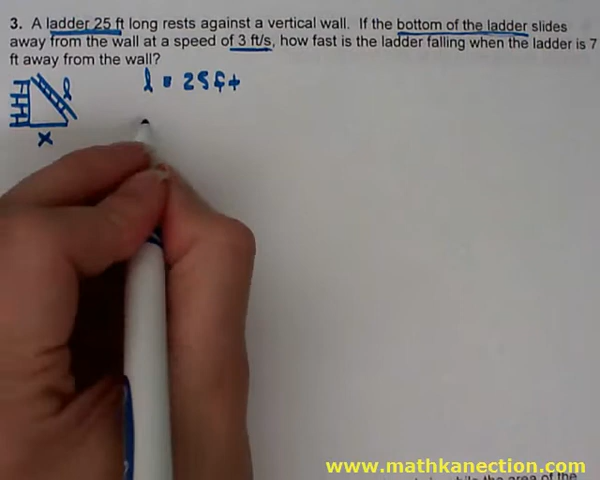 3. A ladder 25 ft long rests against a vertical wall. If the bottom of the ladder slides
away from the wall at a speed of 3 ft/s, how fast is the ladder falling when the ladder is 7
ft away from the wall?
l
l = 25ft
x
www.mathkanection.com